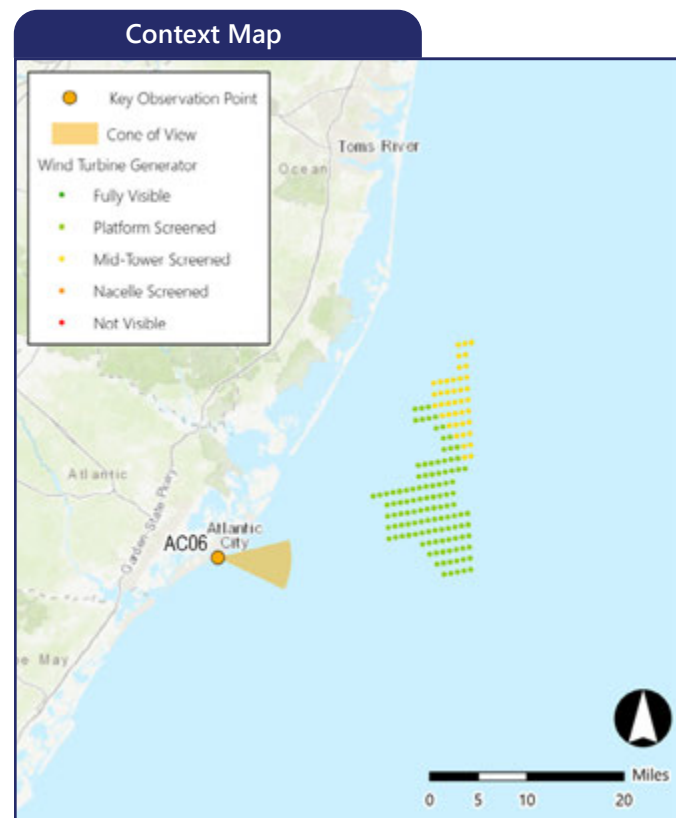 Context Map
Key Observation Point
Cone of View
Wind Turbine Generator
Fully Visible
Platform Screened
Mid-Tower Screened
Nacelle Screened
Not Visible
Toms River
Ocean
Atlantic
Garden State Pkwy
Atlantic
City
AC06
e May
Miles
0 5 10 20